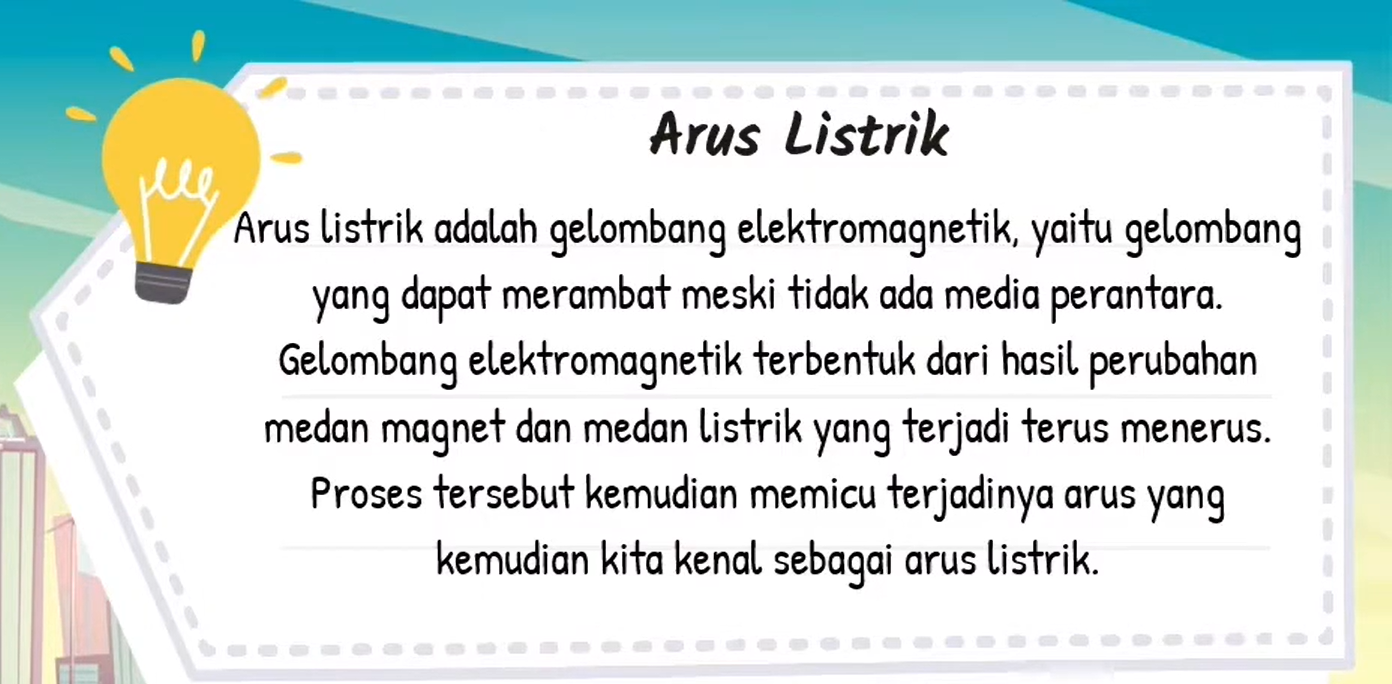 Arus Listrik
Arus listrik adalah gelombang elektromagnetik, yaitu gelombang
yang dapat merambat meski tidak ada media perantara.
Gelombang elektromagnetik terbentuk dari hasil perubahan
medan magnet dan medan listrik yang terjadi terus menerus.
Proses tersebut kemudian memicu terjadinya arus yang
kemudian kita kenal sebagai arus listrik.